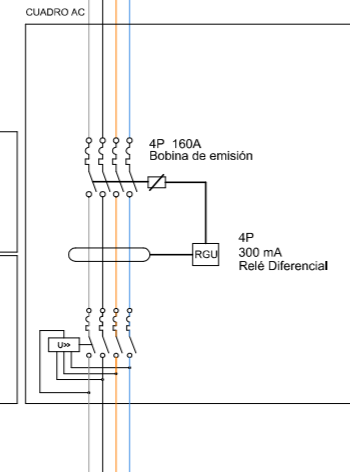 CUADRO AC
4P 160A
Bobina de emisión
4P
300 mA
Relé Diferencial
RGU
U>>